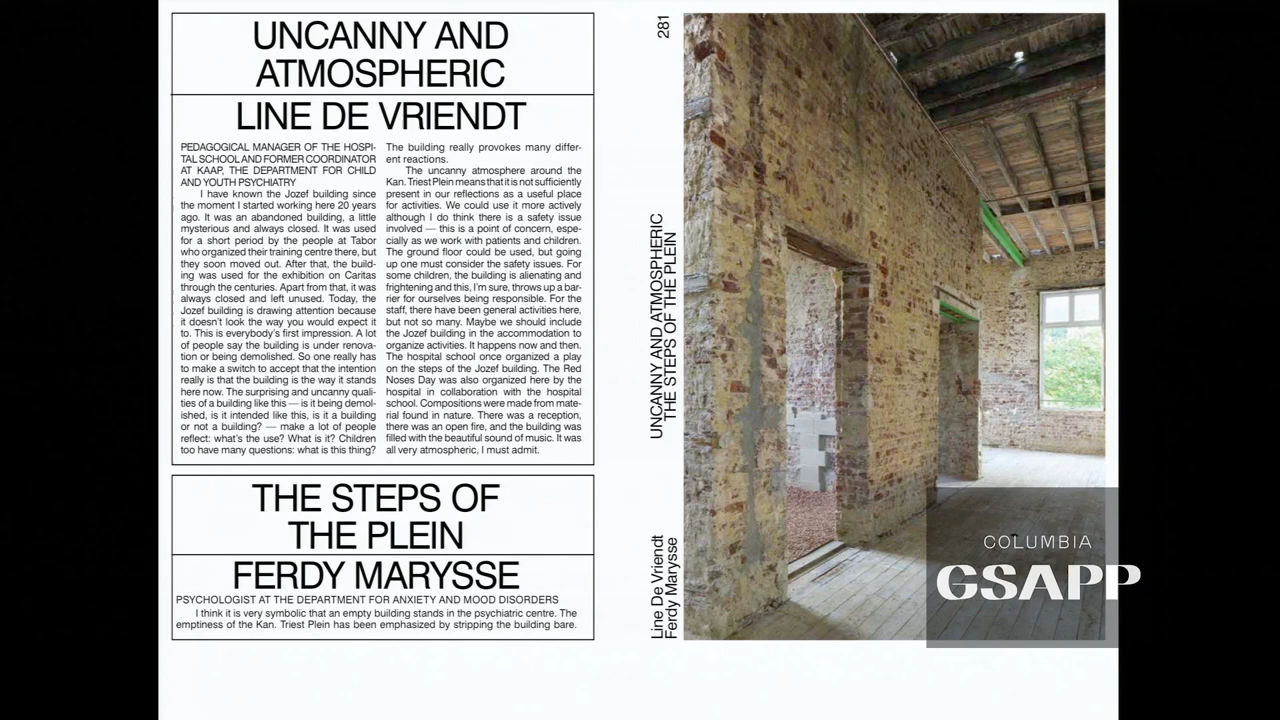 UNCANNY AND
ATMOSPHERIC
LINE DE VRIENDT
PEDAGOGICAL MANAGER OF THE HOSPI-
TAL SCHOOL AND FORMER COORDINATOR
AT KAAP, THE DEPARTMENT FOR CHILD
AND YOUTH PSYCHIATRY
I have known the Jozef building since
the moment I started working here 20 years
ago. It was an abandoned building, a little
mysterious and always closed. It was used
for a short period by the people at Tabor
who organized their training centre there, but
they soon moved out. After that, the build-
ing was used for the exhibition on Caritas
through the centuries. Apart from that, it was
always closed and left unused. Today, the
Jozef building is drawing attention because
it doesn't look the way you would expect it
to. This is everybody's first impression. A lot
of people say the building is under renova-
tion or being demolished. So one really has
to make a switch to accept that the intention
really is that the building is the way it stands
here now. The surprising and uncanny quali-
ties of a building like this — is it being demol-
ished, is it intended like this, is it a building
or not a building? — make a lot of people
reflect: what's the use? What is it? Children
too have many questions: what is this thing?
The building really provokes many differ-
ent reactions.
The uncanny atmosphere around the
Kan. Triest Plein means that it is not sufficiently
present in our reflections as a useful place
for activities. We could use it more actively
although I do think there is a safety issue
involved — this is a point of concern, espe-
cially as we work with patients and children.
The ground floor could be used, but going
up one must consider the safety issues. For
some children, the building is alienating and
frightening and this, I'm sure, throws up a bar-
rier for ourselves being responsible. For the
staff, there have been general activities here,
but not so many. Maybe we should include
the Jozef building in the accommodation to
organize activities. It happens now and then.
The hospital school once organized a play
on the steps of the Jozef building. The Red
Noses Day was also organized here by the
hospital in collaboration with the hospital
school. Compositions were made from mate-
rial found in nature. There was a reception,
there was an open fire, and the building was
filled with the beautiful sound of music. It was
all very atmospheric, I must admit.
THE STEPS OF
THE PLEIN
FERDY MARYSSE
PSYCHOLOGIST AT THE DEPARTMENT FOR ANXIETY AND MOOD DISORDERS
I think it is very symbolic that an empty building stands in the psychiatric centre. The
emptiness of the Kan. Triest Plein has been emphasized by stripping the building bare.
281
UNCANNY AND ATMOSPHERIC
THE STEPS OF THE PLEIN
Line De Vriendt
Ferdy Marysse
COLUMBIA
GSAPP